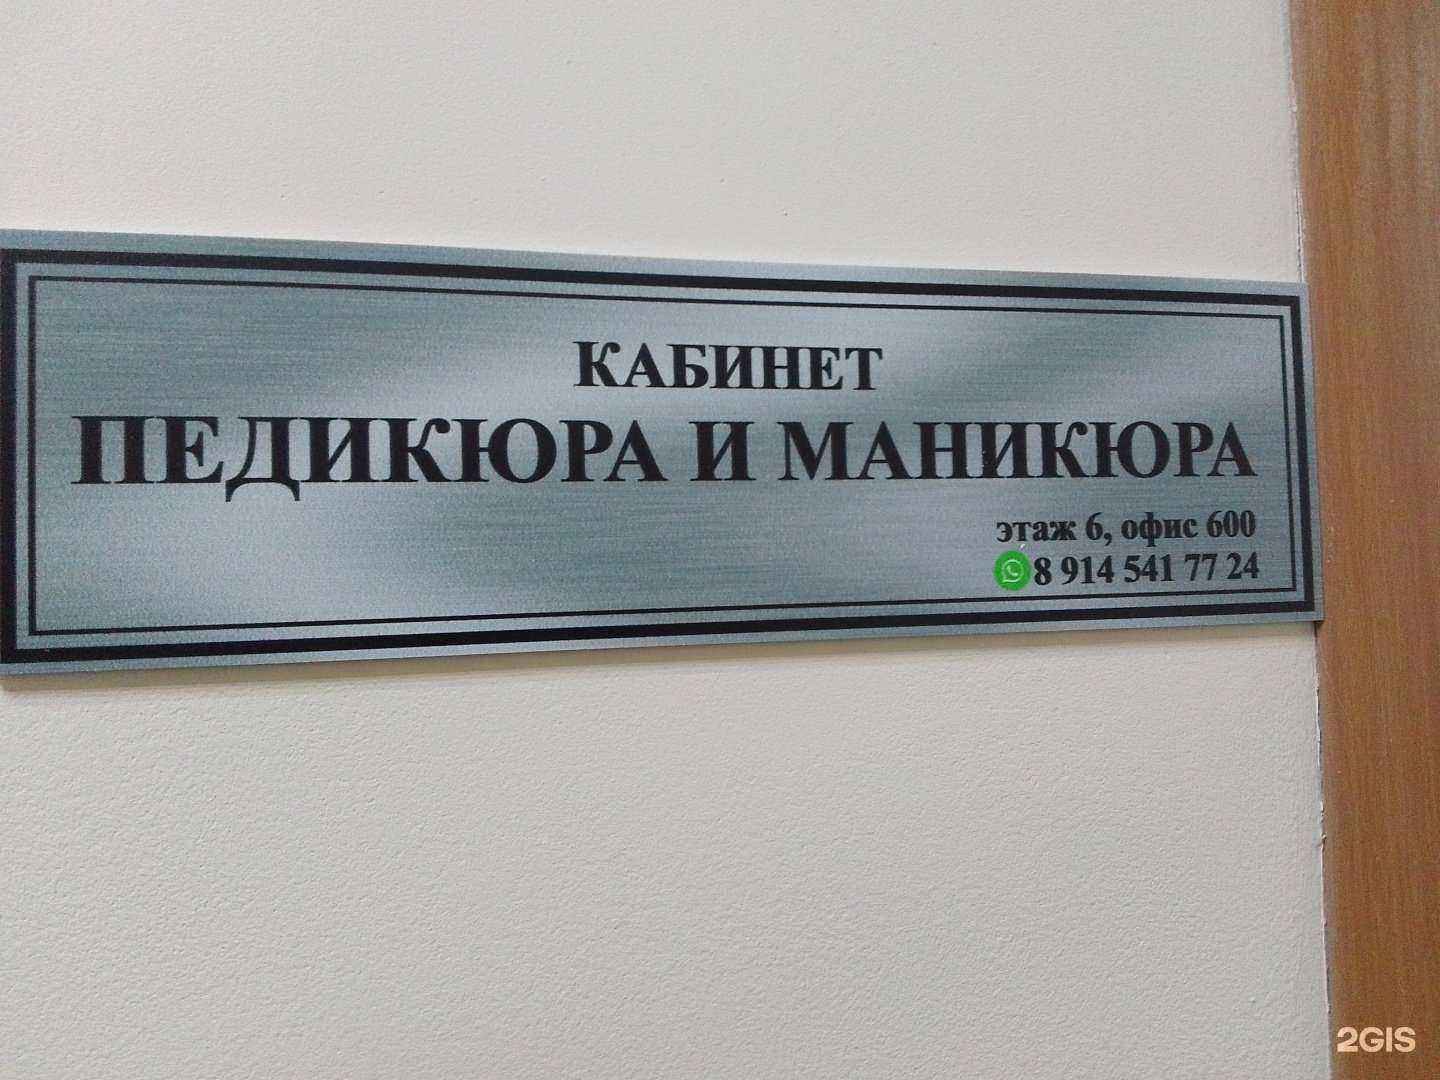 КАБИНЕТ
ПЕДИКЮРА И МАНИКЮРА
этаж 6, офис 600
8 914 541 77 24
2GIS